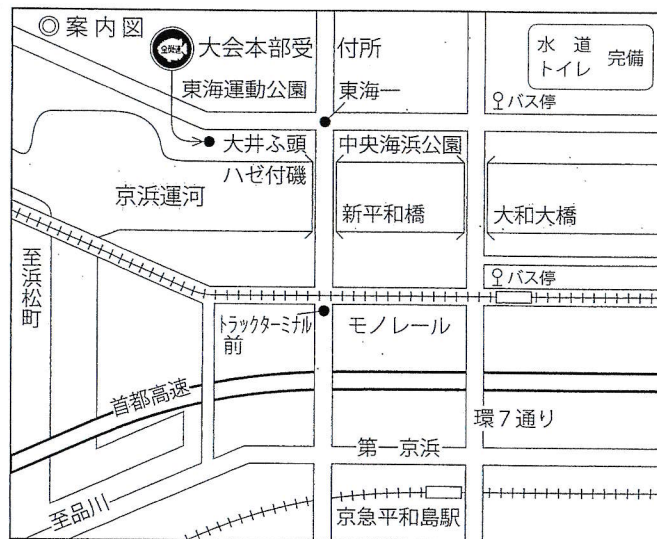 ◎案内図
全磯連
大会本部受付所
水道
トイレ
完備
東海運動公園
東海一
バス停
大井ふ頭
中央海浜公園
ハゼ付磯
京浜運河
新平和橋
大和大橋
至浜松町
バス停
トラックターミナル
前
モノレール
首都高速
環7通り
第一京浜
至品川
京急平和島駅